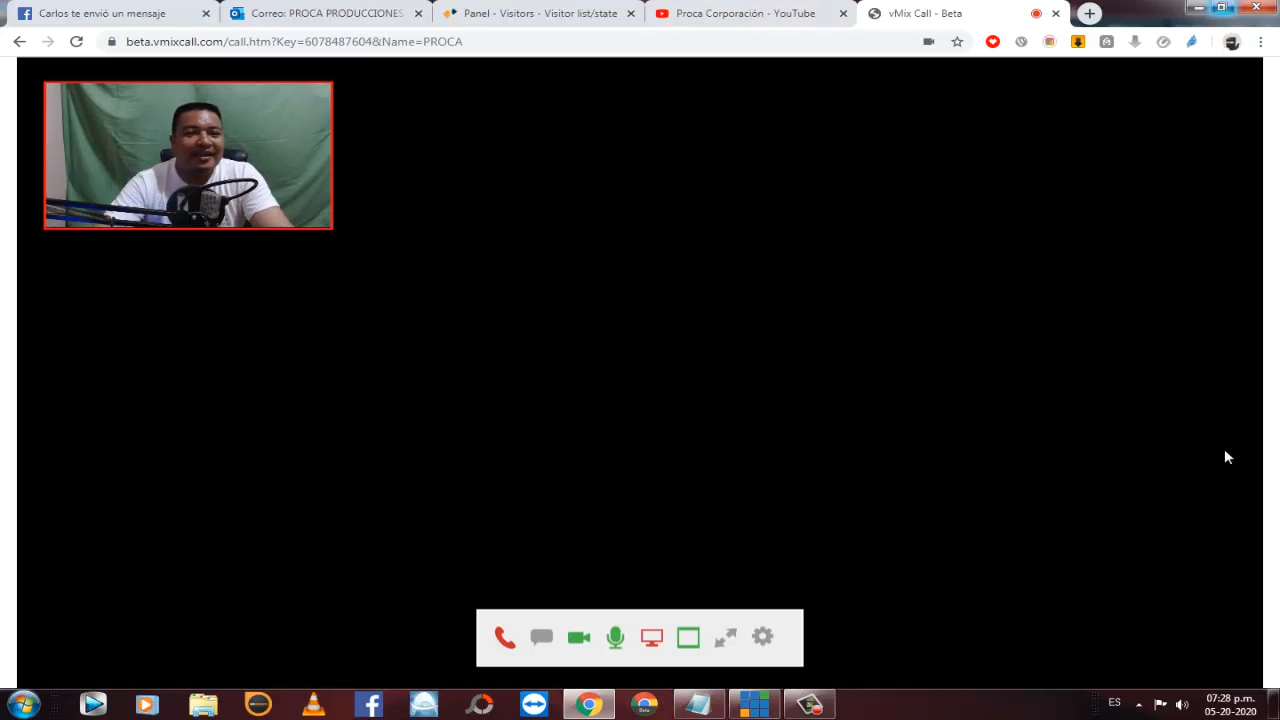 Carlos te envió un mensaje
Correo: PROCA PRODUCCIONES
Panel - Visitors - Visitor list/state
Proca Corporación - YouTube
vMix Call - Beta
beta.vmixcall.com/call.htm?Key=6078487604&Name=PROCA
Beta
ES
07:28 p.m.
05-20-2020